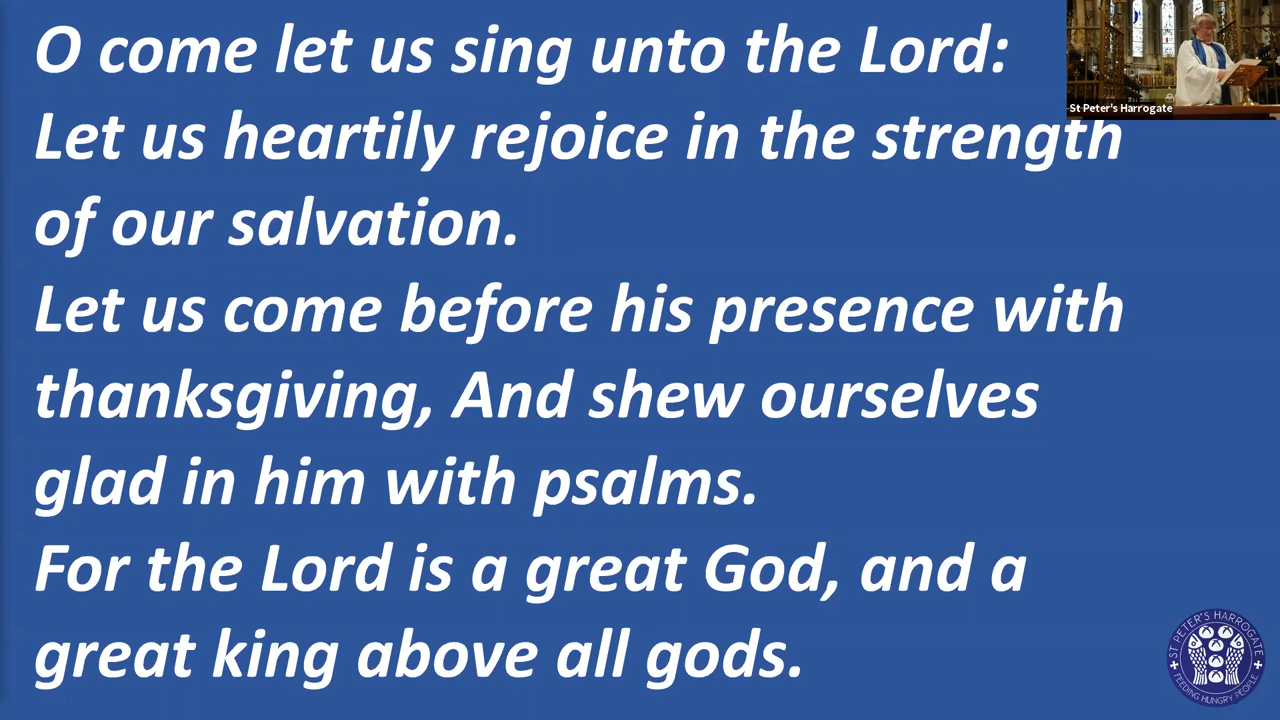 O come let us sing unto the Lord:
Let us heartily rejoice in the strength
of our salvation.
Let us come before his presence with
thanksgiving, And shew ourselves
glad in him with psalms.
For the Lord is a great God, and a
great king above all gods.
St Peter's Harrogate
ST PETER'S HARROGATE
FEEDING HUNGRY PEOPLE